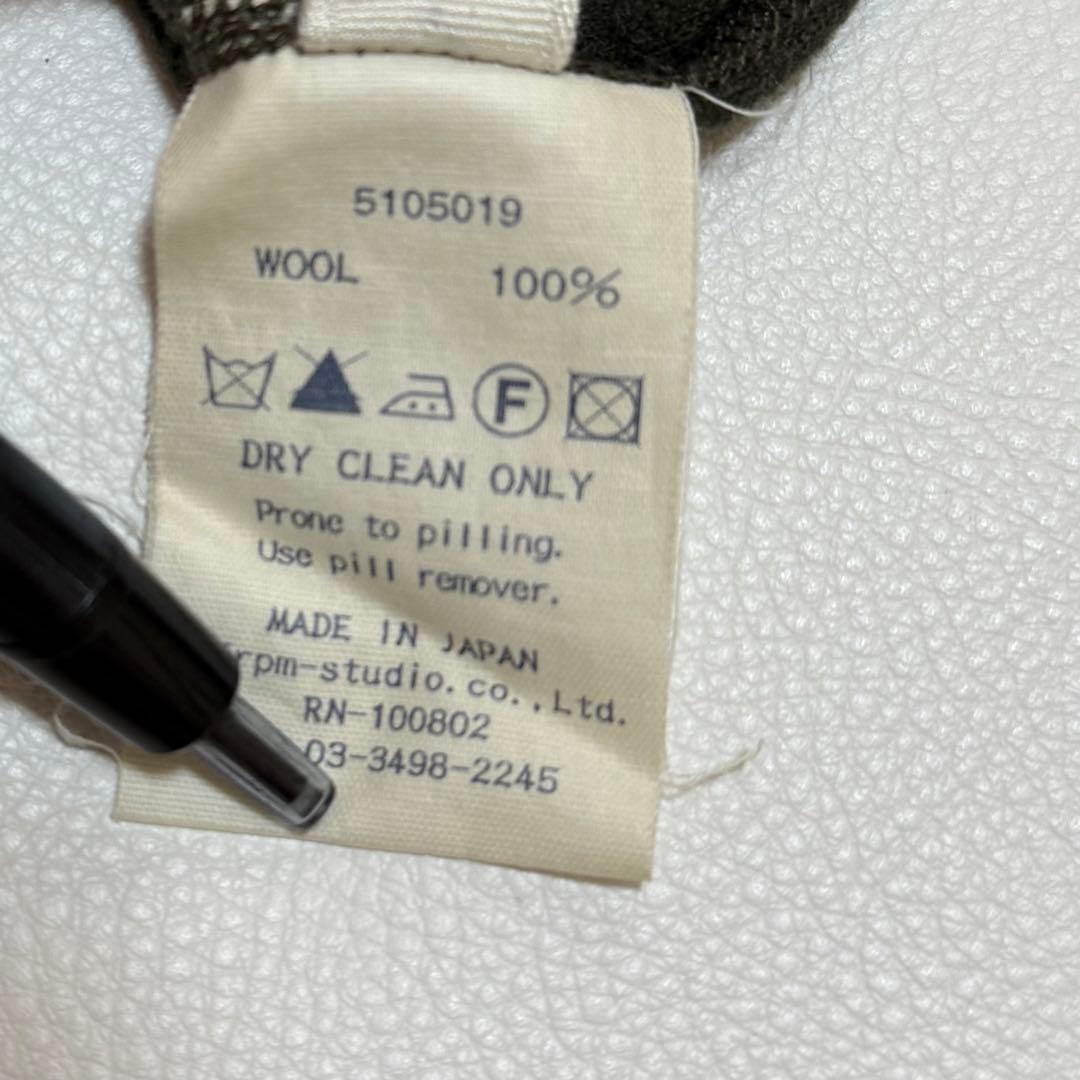 5105019
WOOL 100%
F
DRY CLEAN ONLY
Prone to pilling.
Use pill remover.
MADE IN JAPAN
rpm-studio.co.,Ltd.
RN-100802
03-3498-2245